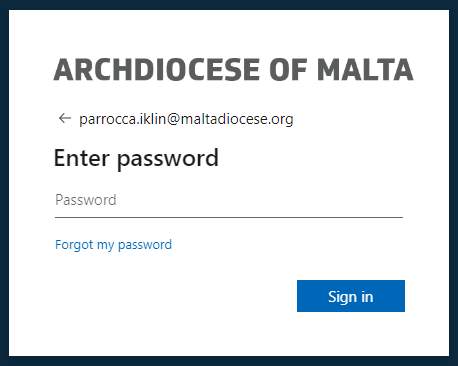 ARCHDIOCESE OF MALTA
parrocca.iklin@maltadiocese.org
Enter password
Password
Forgot my password
Sign in